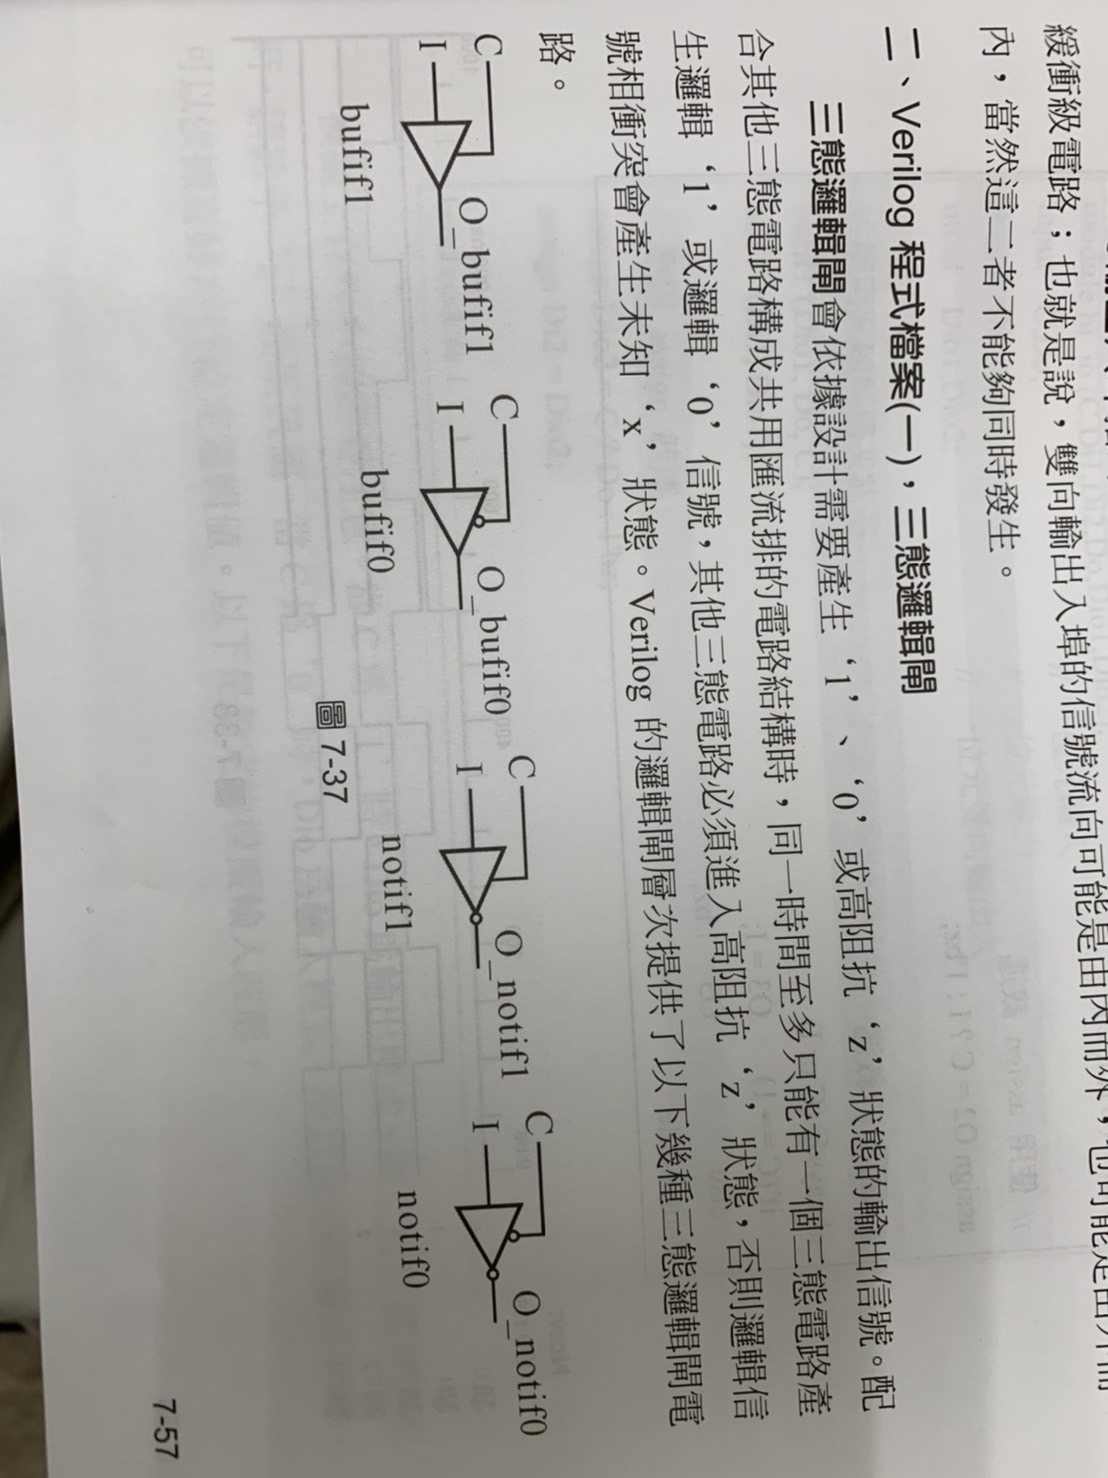 緩衝級電路；也就是說，雙向輸出入埠的信號流向可能是由內而外，也可能是由外而
內，當然這二者不能夠同時發生。
二、Verilog 程式檔案(一)，三態邏輯閘
三態邏輯閘會依據設計需要產生‘1’、‘0’或高阻抗‘z’狀態的輸出信號。配
合其他三態電路構成共用匯流排的電路結構時，同一時間至多只能有一個三態電路產
生邏輯‘1’或邏輯‘0’信號，其他三態電路必須進入高阻抗‘z’狀態，否則邏輯信
號相衝突會產生未知‘x’狀態。Verilog 的邏輯閘層次提供了以下幾種三態邏輯閘電
路。
C O_bufif1 C O_bufif0 C O_notif1 C O_notif0
I I I I
bufif1 bufif0 notif1 notif0
圖 7-37
7-57